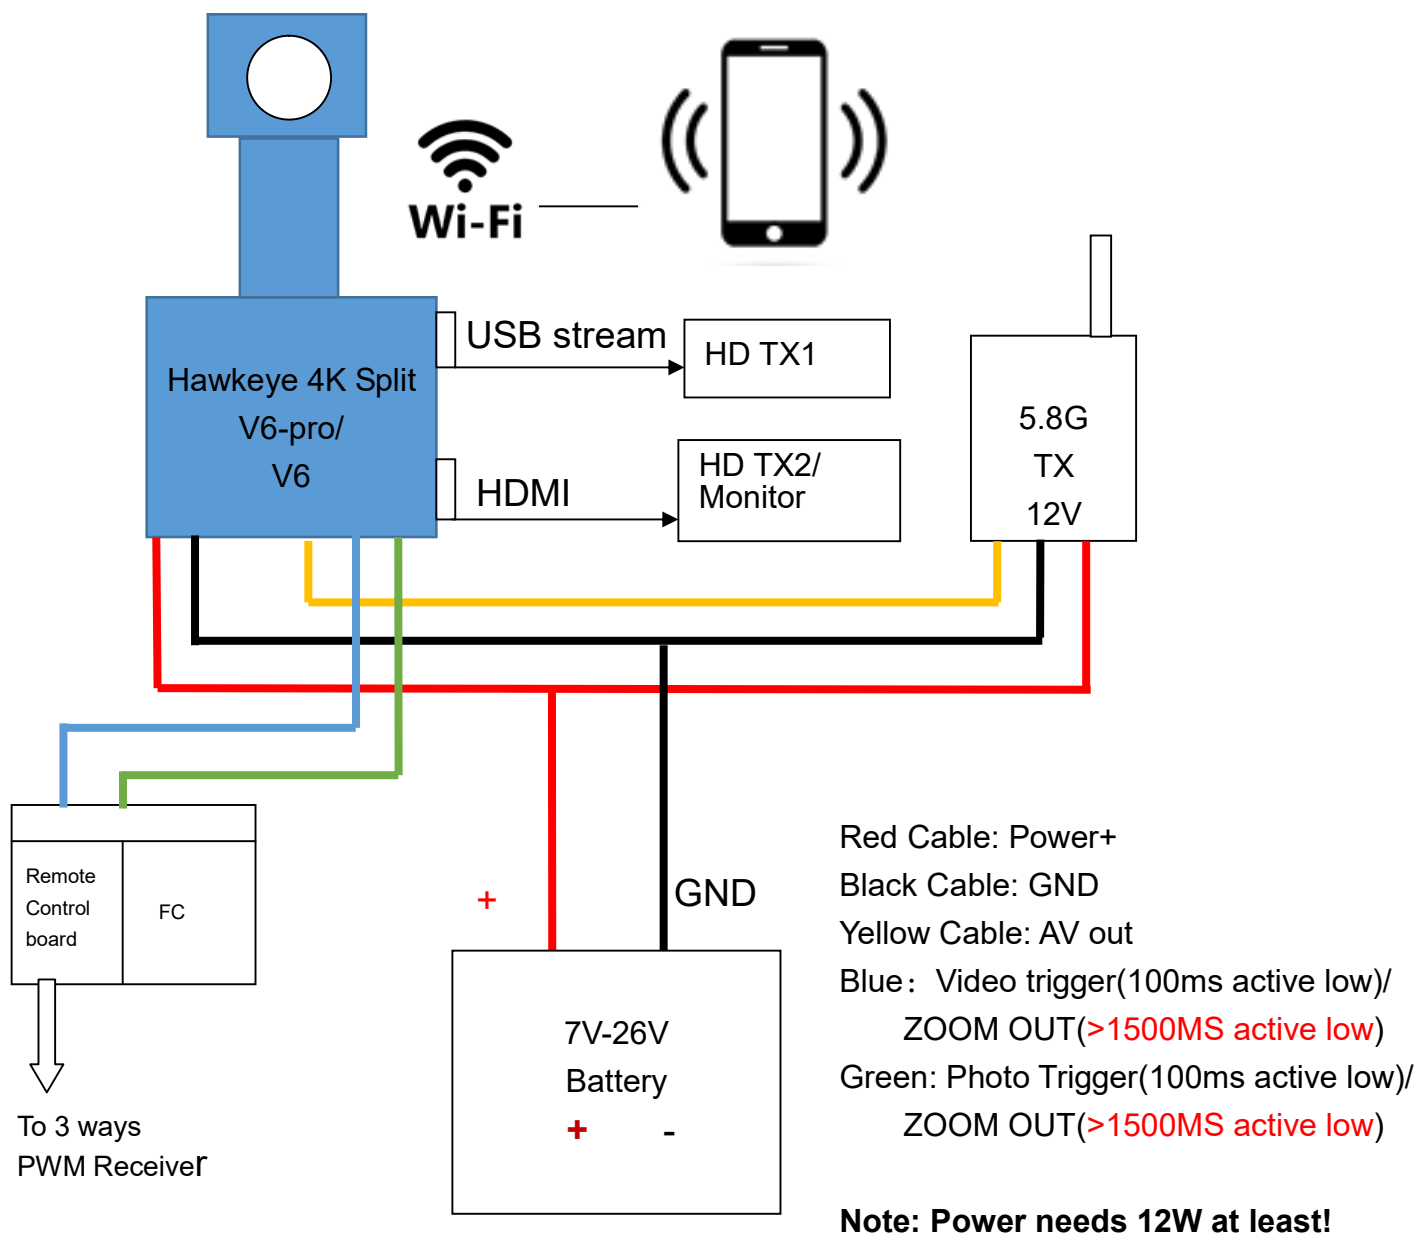 Wi-Fi
USB stream
HD TX1
Hawkeye 4K Split
V6-pro/
V6
HDMI
HD TX2/
Monitor
5.8G
TX
12V
Remote
Control
board
FC
To 3 ways
PWM Receiver
+
GND
7V-26V
Battery
+ -
Red Cable: Power+
Black Cable: GND
Yellow Cable: AV out
Blue：Video trigger(100ms active low)/
ZOOM OUT(>1500MS active low)
Green: Photo Trigger(100ms active low)/
ZOOM OUT(>1500MS active low)
Note: Power needs 12W at least!